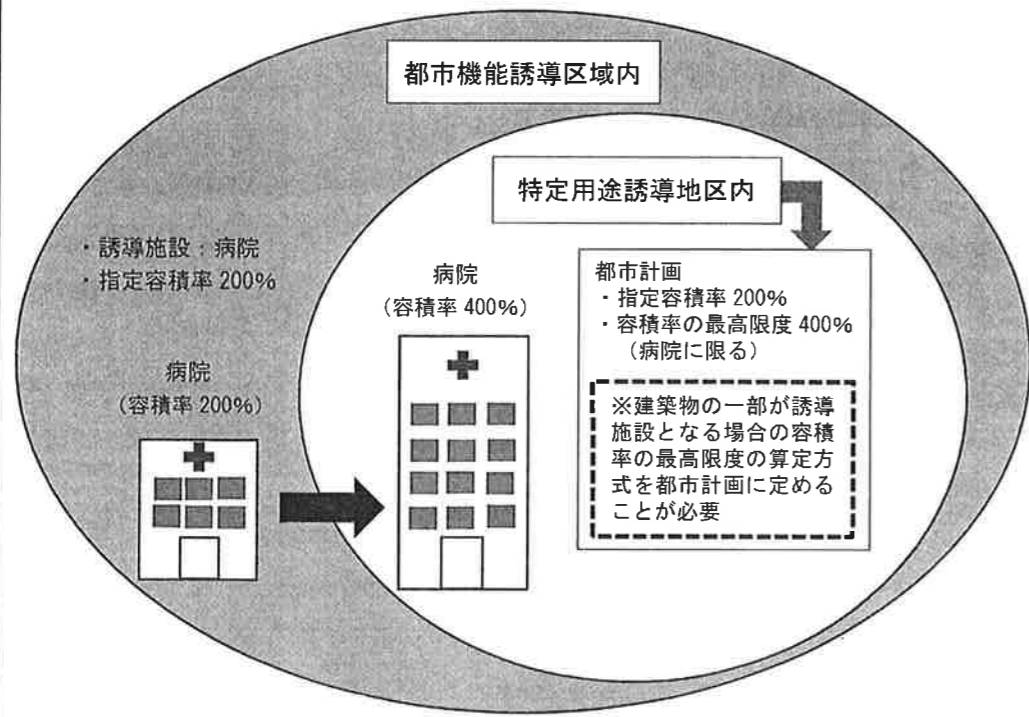 都市機能誘導区域内
特定用途誘導地区内
・誘導施設：病院
・指定容積率 200%
病院
（容積率 200%）
病院
（容積率 400%）
都市計画
・指定容積率 200%
・容積率の最高限度 400%
（病院に限る）
※建築物の一部が誘導
施設となる場合の容積
率の最高限度の算定方
式を都市計画に定める
ことが必要